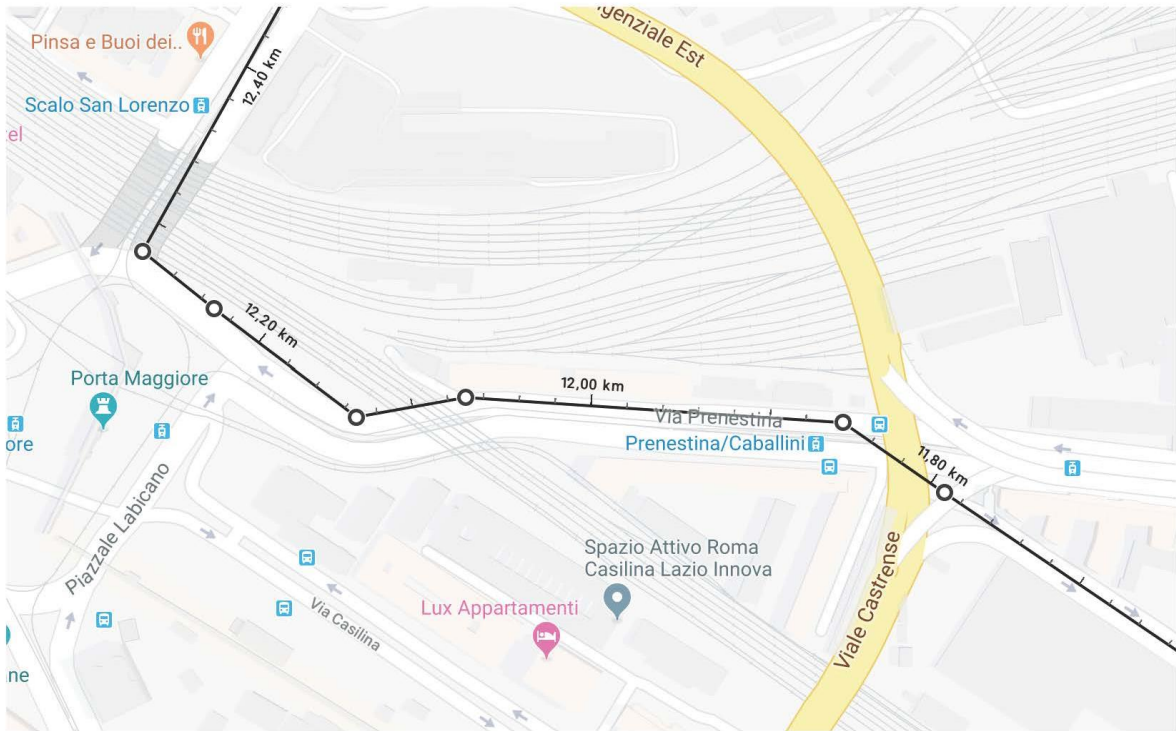 genziale Est
Pinsa e Buoi dei..
12,40 km
Scalo San Lorenzo
el
12,20 km
Porta Maggiore
12,00 km
Via Prenestina
Prenestina/Caballini
ore
11,80 km
Piazzale Labicano
Spazio Attivo Roma
Casilina Lazio Innova
Lux Appartamenti
Via Casilina
Viale Castrense
ne